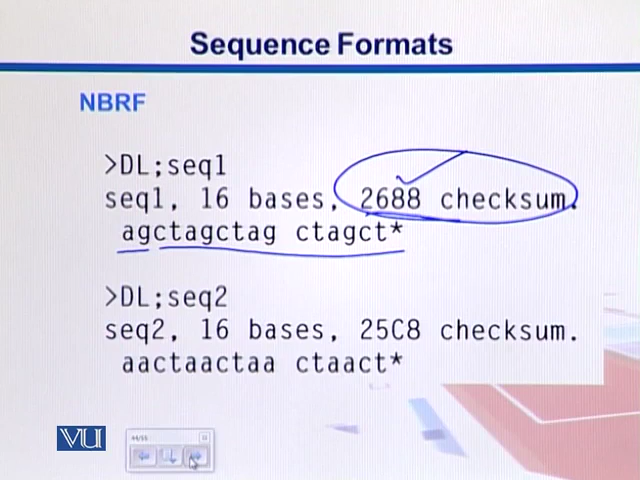 Sequence Formats
NBRF
>DL;seq1
seq1, 16 bases, 2688 checksum.
agctagctag ctagct*
>DL;seq2
seq2, 16 bases, 25C8 checksum.
aactaactaa ctaact*
VU